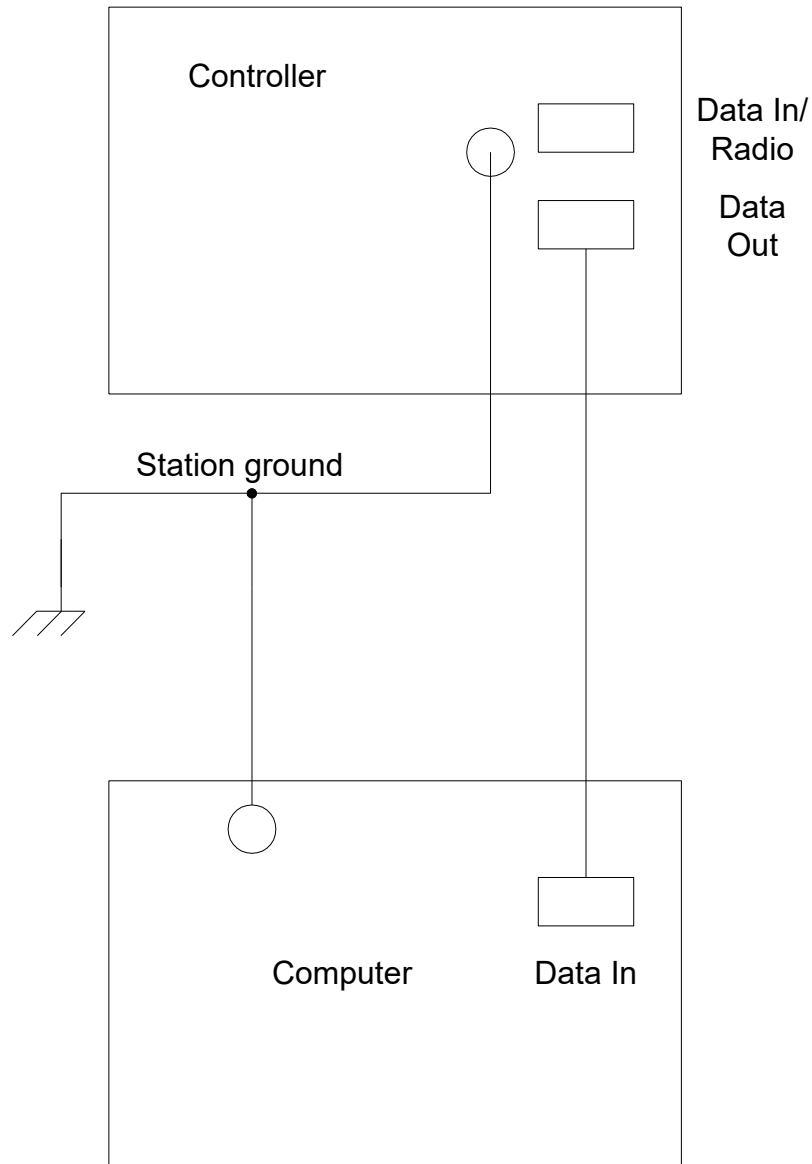 Controller
Data In/
Radio
Data
Out
Station ground
Computer
Data In